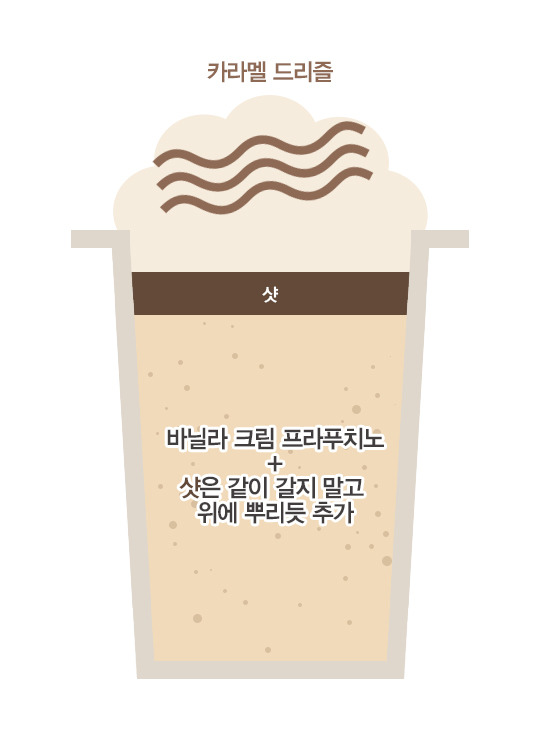 카라멜 드리즐
샷
바닐라 크림 프라푸치노
+
샷은 같이 갈지 말고
위에 뿌리듯 추가